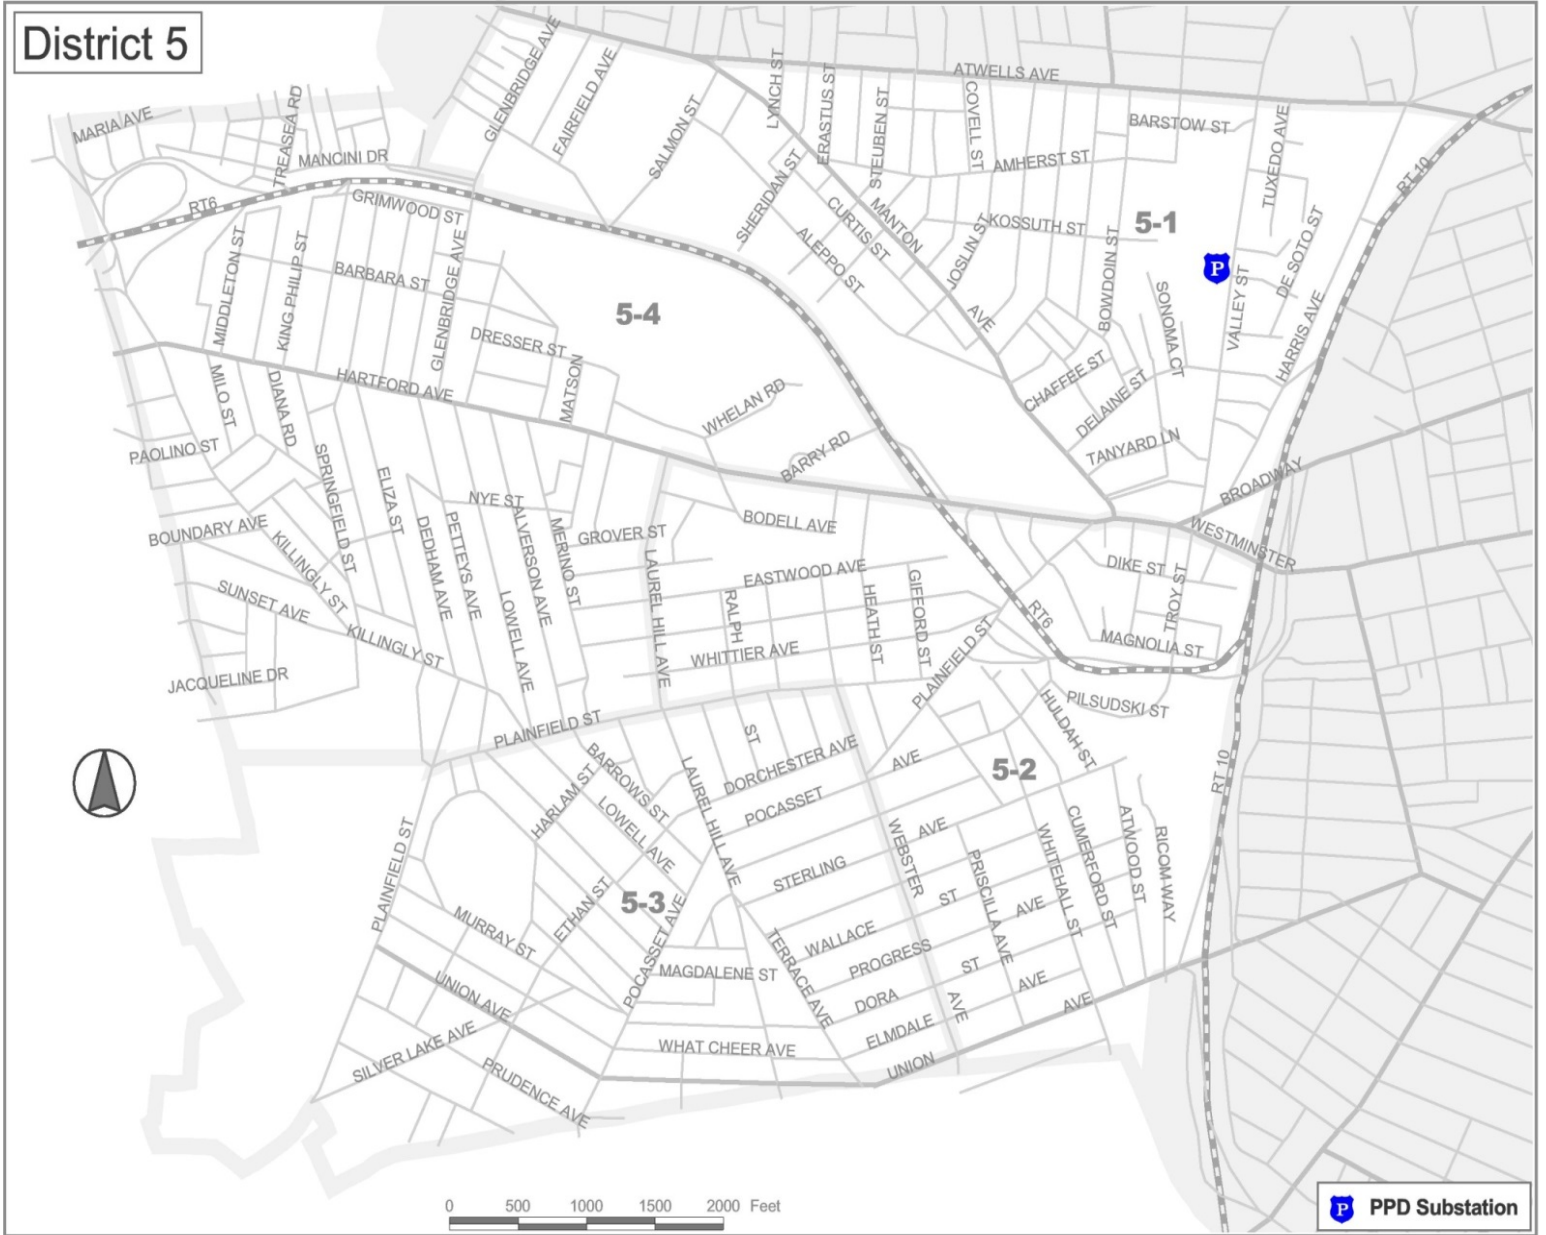 District 5
MARIA AVE
TREASEA RD
MANCINI DR
GLENBRIDGE AVE
FAIRFIELD AVE
SALMON ST
LYNCH ST
ERASTUS ST
STEUBEN ST
COVELL ST
ATWELLS AVE
BARSTOW ST
TUXEDO AVE
AMHERST ST
RT 10
RT6
GRIMWOOD ST
SHERIDAN ST
CURTIS ST
MANTON
AVE
ALEPPO ST
JOSLIN ST
KOSSUTH ST
5-1
P
DE SOTO ST
BOWDOIN ST
SONOMA CT
VALLEY ST
HARRIS AVE
MIDDLETON ST
KING PHILIP ST
BARBARA ST
GLENBRIDGE AVE
DRESSER ST
MATSON
5-4
HARTFORD AVE
WHELAN RD
BARRY RD
CHAFFEE ST
DELAINE ST
TANYARD LN
BROADWAY
WESTMINSTER
MILO ST
DIANA RD
PAOLINO ST
SPRINGFIELD ST
ELIZA ST
NYE ST
BOUNDARY AVE
KILLINGLY ST
DEDHAM AVE
PETTEYS AVE
ALVERSON AVE
MERINO ST
GROVER ST
LAUREL HILL AVE
BODELL AVE
EASTWOOD AVE
RALPH
ST
HEATH ST
GIFFORD ST
WHITTIER AVE
PLAINFIELD ST
RT6
DIKE ST
TROY ST
MAGNOLIA ST
PILSUDSKI ST
SUNSET AVE
KILLINGLY ST
LOWELL AVE
JACQUELINE DR
PLAINFIELD ST
HULDAH ST
5-2
RT 10
BARROWS ST
HARLAM ST
LOWELL AVE
LAUREL HILL AVE
DORCHESTER AVE
POCASSET
AVE
STERLING
AVE
WEBSTER
AVE
PRISCILLA AVE
WHITEHALL ST
CUMERFORD ST
ATWOOD ST
RICOM WAY
PLAINFIELD ST
MURRAY ST
ETHAN ST
5-3
POCASSET AVE
TERRACE AVE
WALLACE
ST
PROGRESS
AVE
DORA
ST
ELMDALE
AVE
UNION
AVE
MAGDALENE ST
WHAT CHEER AVE
UNION AVE
SILVER LAKE AVE
PRUDENCE AVE
0 500 1000 1500 2000 Feet
P PPD Substation